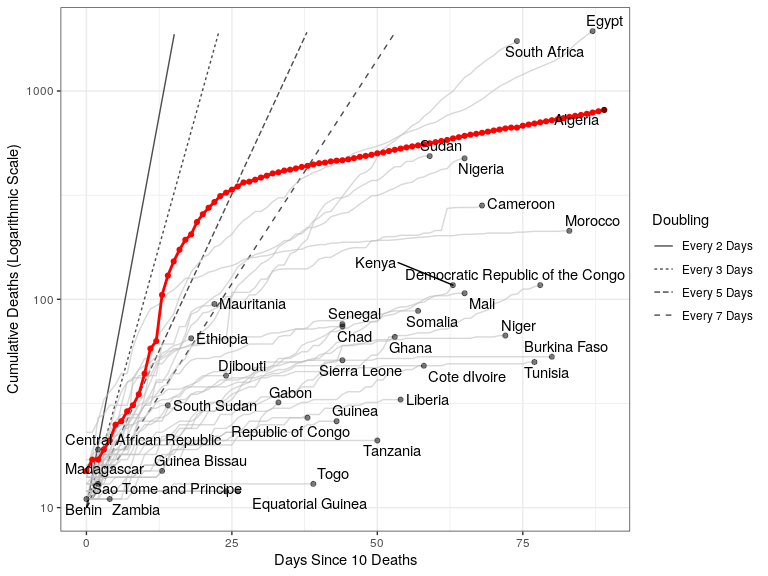 Egypt
South Africa
1000
Algeria
Sudan
Nigeria
Cameroon
Morocco
Kenya
Democratic Republic of the Congo
100
Mauritania
Mali
Senegal
Somalia
Ethiopia
Chad
Niger
Ghana
Burkina Faso
Djibouti
Sierra Leone
Cote dIvoire
Tunisia
Gabon
South Sudan
Liberia
Guinea
Republic of Congo
Central African Republic
Tanzania
Guinea Bissau
Madagascar
Togo
Sao Tome and Principe
Equatorial Guinea
10
Benin
Zambia
0
25
50
75
Days Since 10 Deaths
Cumulative Deaths (Logarithmic Scale)
Doubling
Every 2 Days
Every 3 Days
Every 5 Days
Every 7 Days